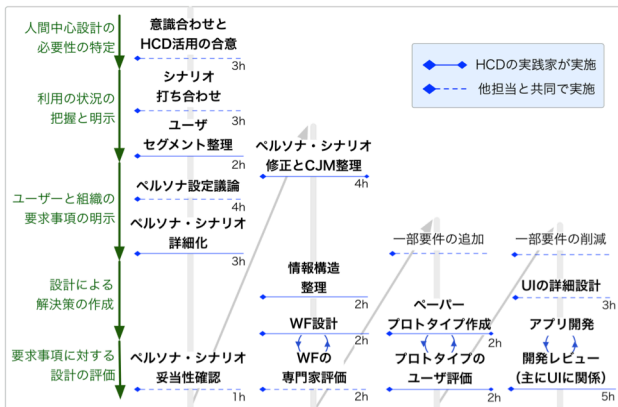 人間中心設計の
必要性の特定
利用の状況の
把握と明示
ユーザーと組織の
要求事項の明示
設計による
解決策の作成
要求事項に対する
設計の評価
意識合わせと
HCD活用の合意
3h
シナリオ
打ち合わせ
3h
ユーザ
セグメント整理
2h
ペルソナ設定議論
4h
ペルソナ・シナリオ
詳細化
3h
ペルソナ・シナリオ
妥当性確認
1h
ペルソナ・シナリオ
修正とCJM整理
4h
情報構造
整理
2h
WF設計
2h
WFの
専門家評価
2h
一部要件の追加
ペーパー
プロトタイプ作成
2h
プロトタイプの
ユーザ評価
2h
一部要件の削減
UIの詳細設計
3h
アプリ開発
開発レビュー
(主にUIに関係)
5h
HCDの実践家が実施
他担当と共同で実施